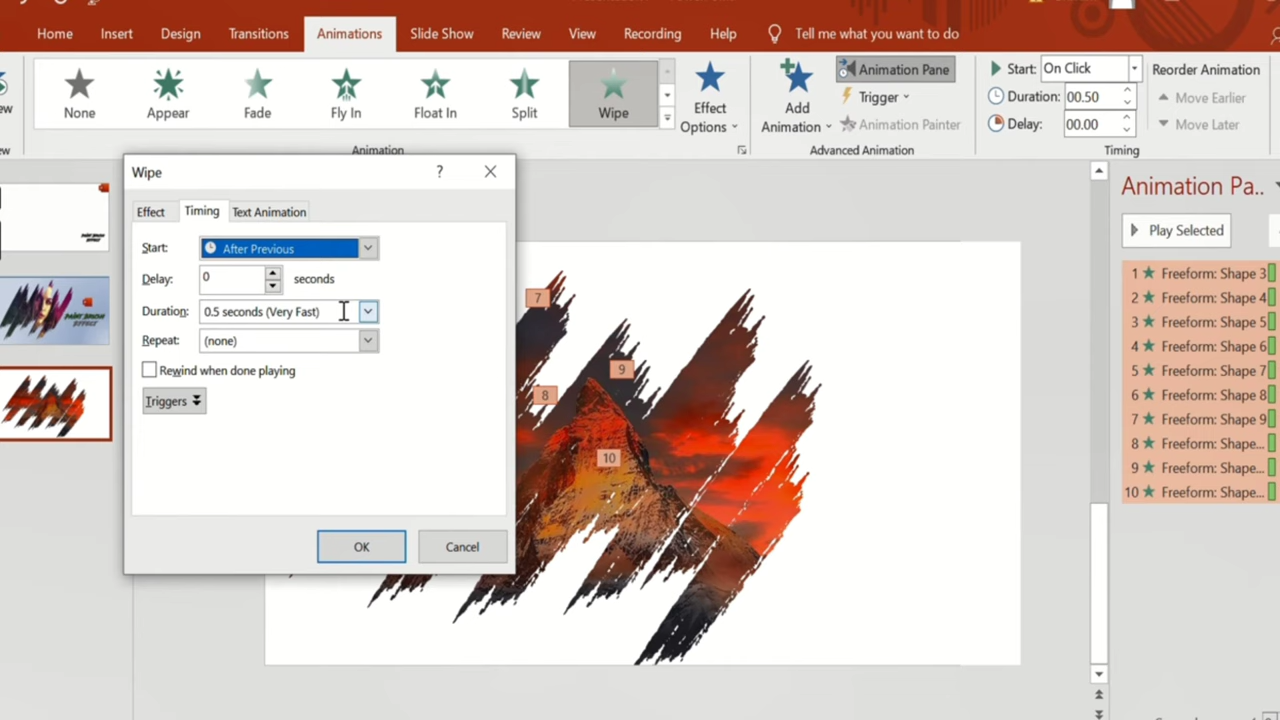 Home Insert Design Transitions Animations Slide Show Review View Recording Help Tell me what you want to do
None Appear Fade Fly In Float In Split Wipe
Effect Options
Add Animation
Animation Pane
Trigger
Animation Painter
Start: On Click
Duration: 00.50
Delay: 00.00
Reorder Animation
Move Earlier
Move Later
Animation
Advanced Animation
Timing
Wipe ?
Effect Timing Text Animation
Start: After Previous
Delay: 0 seconds
Duration: 0.5 seconds (Very Fast)
Repeat: (none)
Rewind when done playing
Triggers
OK Cancel
7
9
8
10
Animation Pa..
Play Selected
1 Freeform: Shape 3
2 Freeform: Shape 4
3 Freeform: Shape 5
4 Freeform: Shape 6
5 Freeform: Shape 7
6 Freeform: Shape 8
7 Freeform: Shape 9
8 Freeform: Shape...
9 Freeform: Shape...
10 Freeform: Shape...
PAINT BRUSH
EFFECT